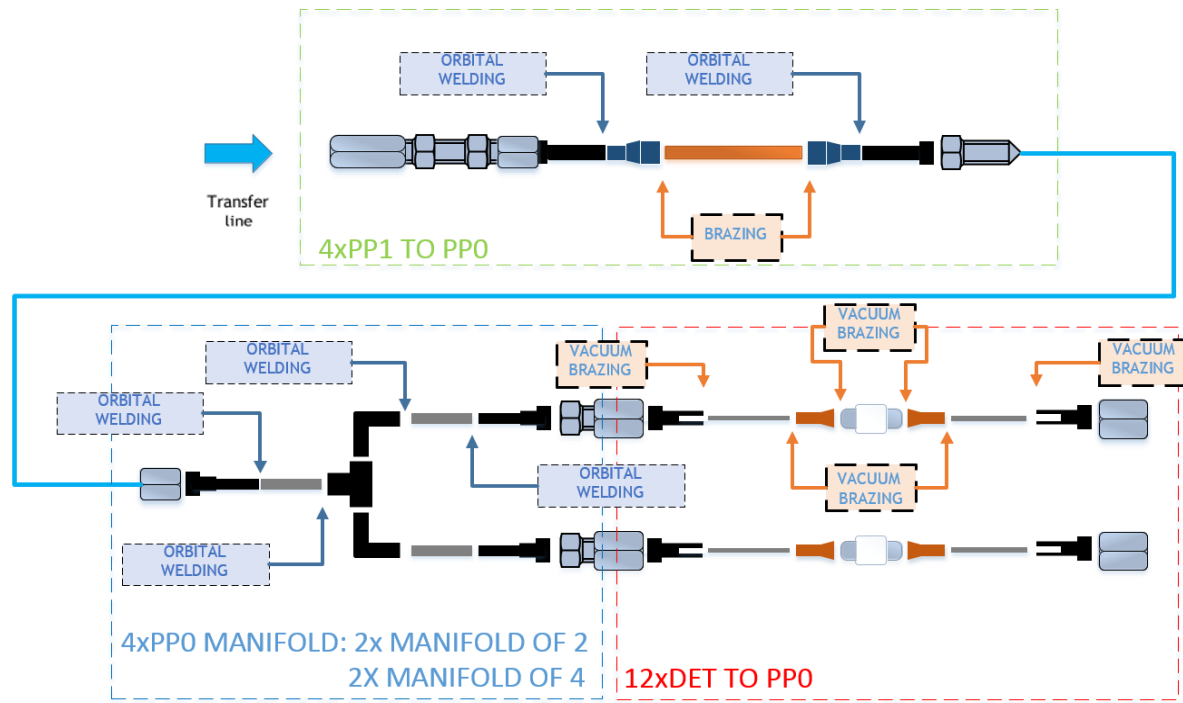 ORBITAL
WELDING
ORBITAL
WELDING
Transfer
line
BRAZING
4xPP1 TO PP0
VACUUM
BRAZING
ORBITAL
WELDING
VACUUM
BRAZING
VACUUM
BRAZING
ORBITAL
WELDING
ORBITAL
WELDING
VACUUM
BRAZING
ORBITAL
WELDING
4xPP0 MANIFOLD: 2x MANIFOLD OF 2
2X MANIFOLD OF 4
12xDET TO PP0